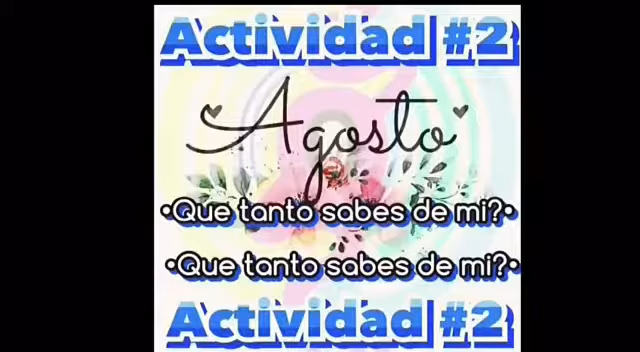 Actividad #2
Agosto
•Que tanto sabes de mi?•
•Que tanto sabes de mi?•
Actividad #2